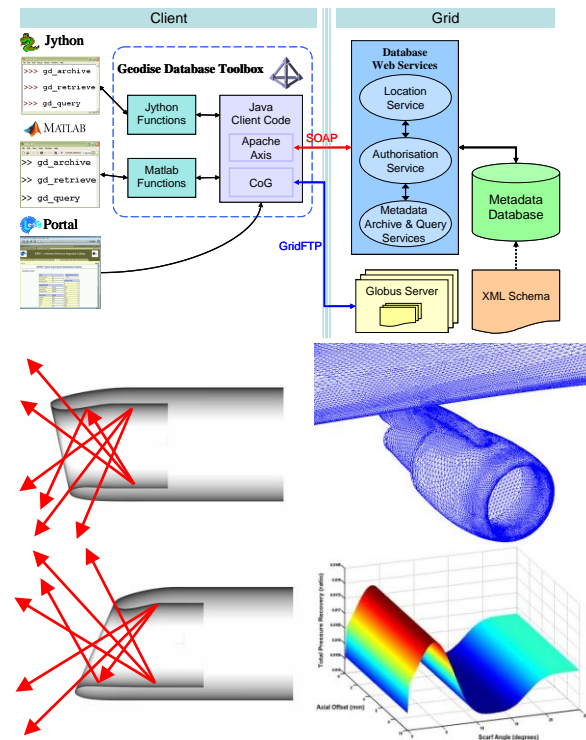 Client
Grid
Jython
>>> gd_archive
>>> gd_retrieve
>>> gd_query
MATLAB
>> gd_archive
>> gd_retrieve
>> gd_query
Portal
Geodise Database Toolbox
Jython
Functions
Matlab
Functions
Java
Client Code
Apache
Axis
CoG
SOAP
GridFTP
Database
Web Services
Location
Service
Authorisation
Service
Metadata
Archive & Query
Services
Metadata
Database
Globus Server
XML Schema
Total Pressure Recovery (ratio)
Axial Offset (mm)
Scarf Angle (degrees)